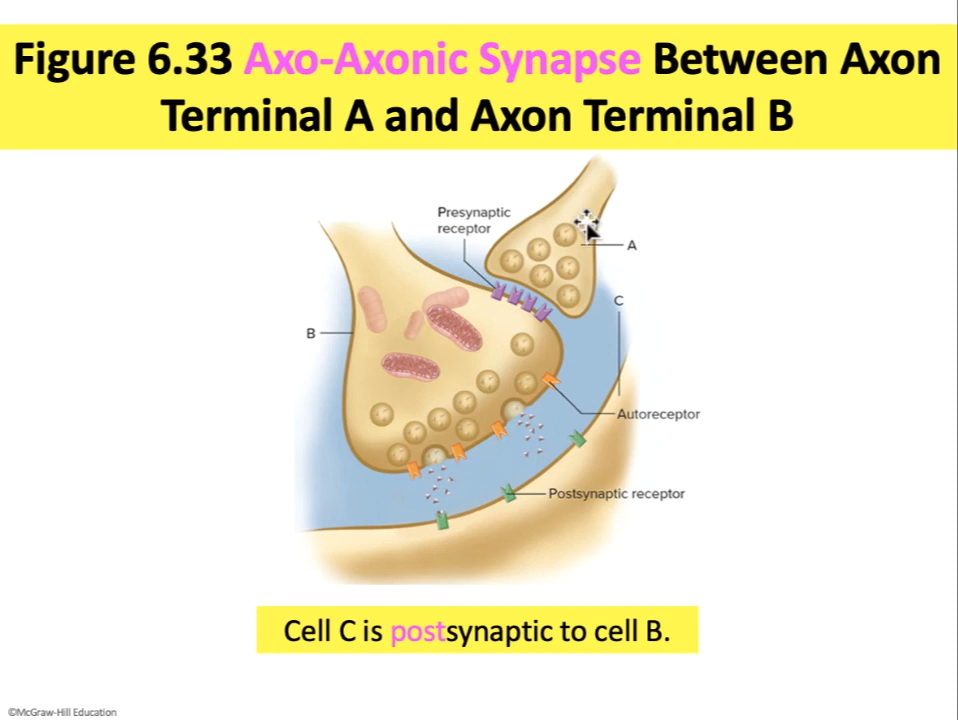 Figure 6.33 Axo-Axonic Synapse Between Axon
Terminal A and Axon Terminal B
Presynaptic
receptor
A
C
B
Autoreceptor
Postsynaptic receptor
Cell C is postsynaptic to cell B.
©McGraw-Hill Education